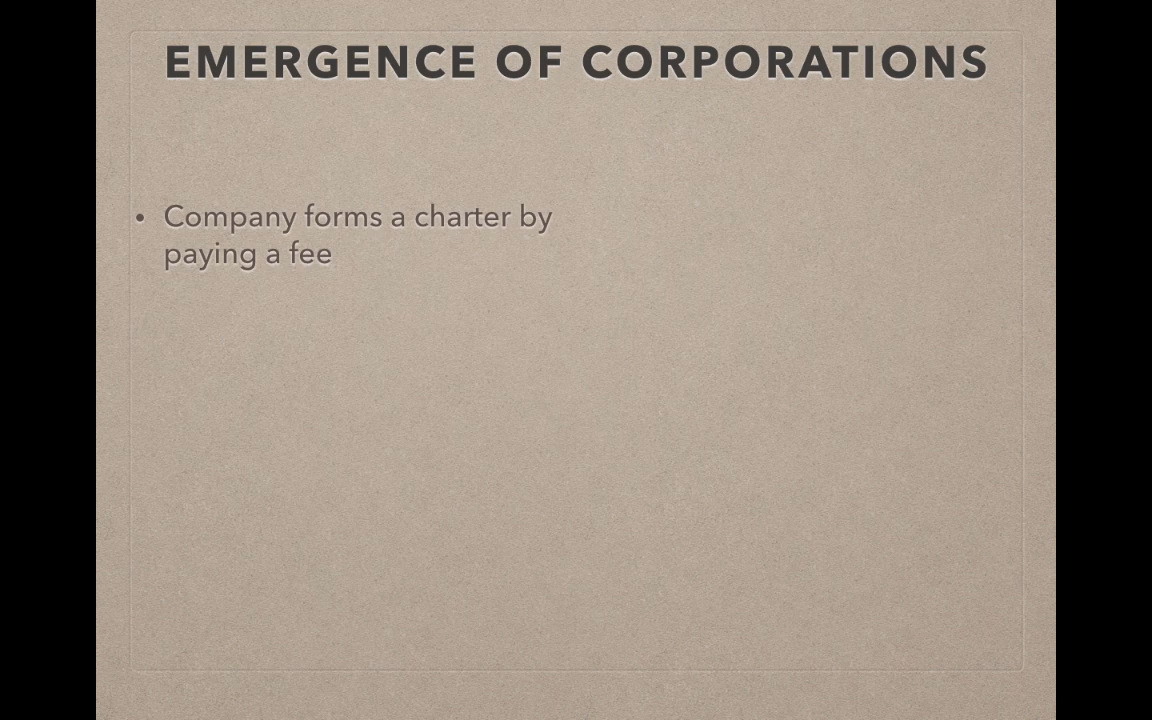 EMERGENCE OF CORPORATIONS
• Company forms a charter by
paying a fee